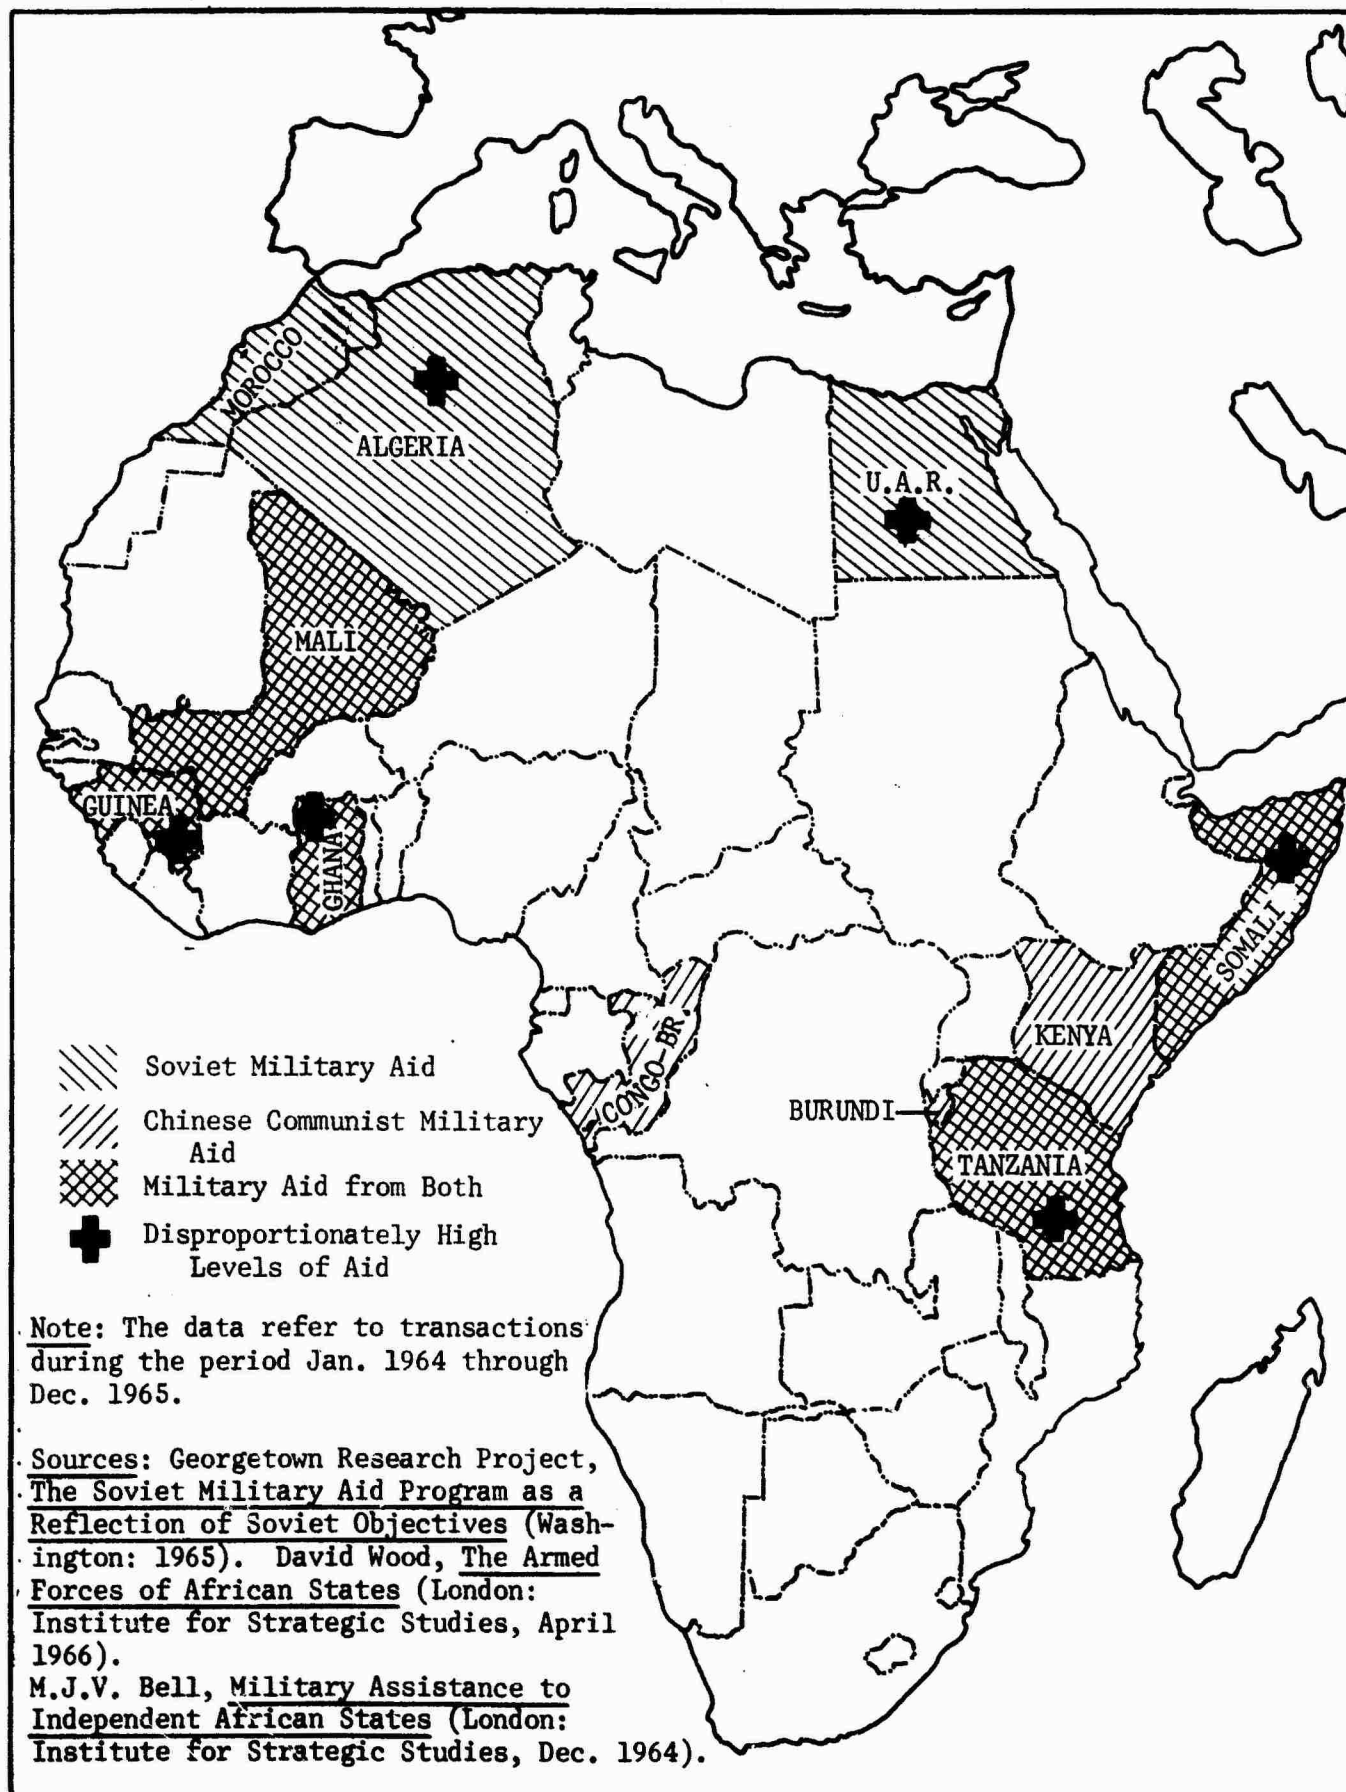 MOROCCO
ALGERIA
U.A.R.
MALI
GUINEA
GHANA
SOMALI
KENYA
CONGO-BR.
BURUNDI
TANZANIA
Soviet Military Aid
Chinese Communist Military
Aid
Military Aid from Both
Disproportionately High
Levels of Aid
Note: The data refer to transactions
during the period Jan. 1964 through
Dec. 1965.
Sources: Georgetown Research Project,
The Soviet Military Aid Program as a
Reflection of Soviet Objectives (Wash-
ington: 1965). David Wood, The Armed
Forces of African States (London:
Institute for Strategic Studies, April
1966).
M.J.V. Bell, Military Assistance to
Independent African States (London:
Institute for Strategic Studies, Dec. 1964).